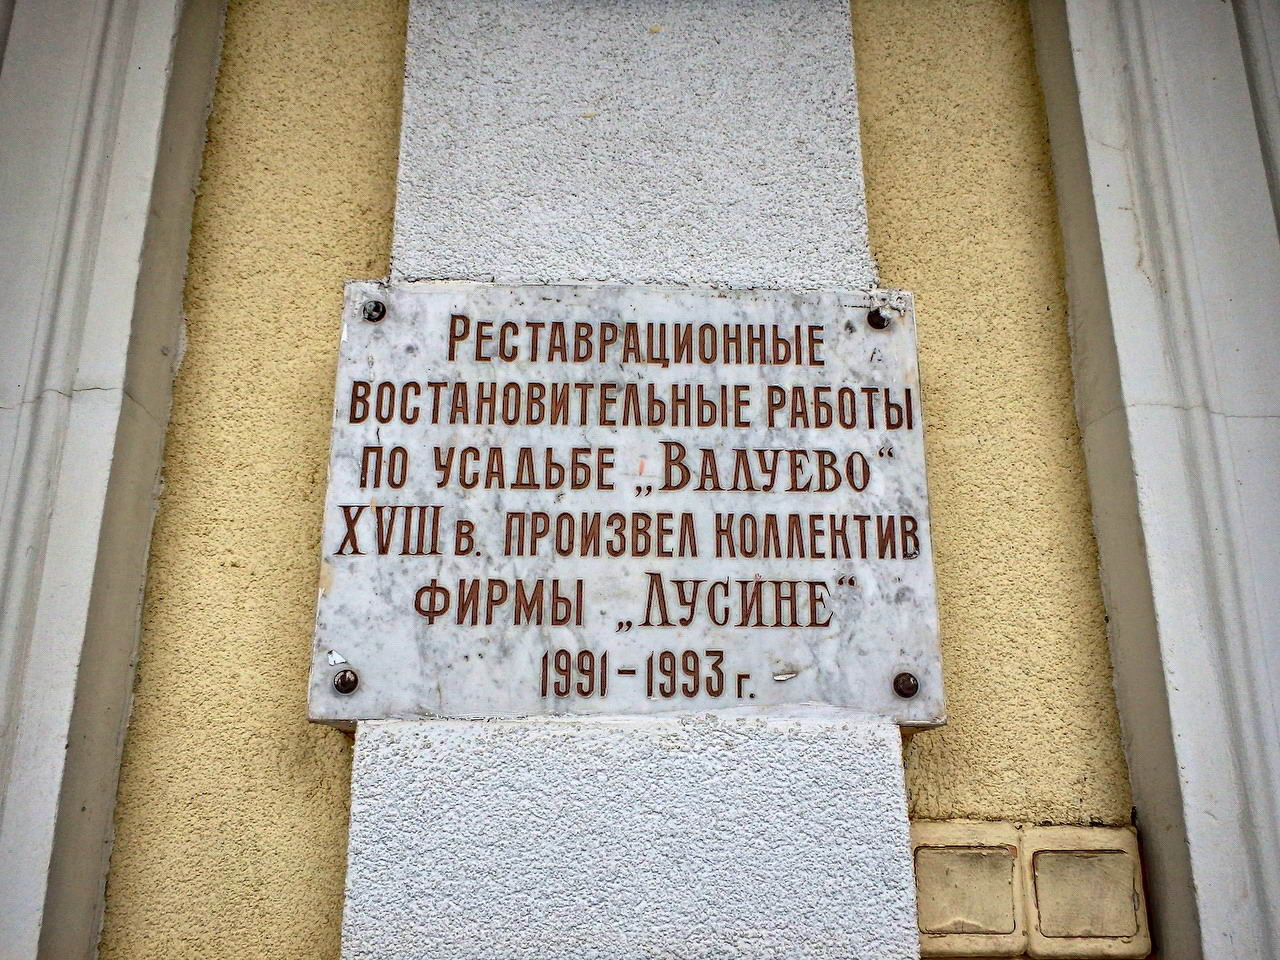 Реставрационные
востановительные работы
по усадьбе „Валуево“
XVIII в. произвел коллектив
фирмы „Лусине“
1991-1993 г.